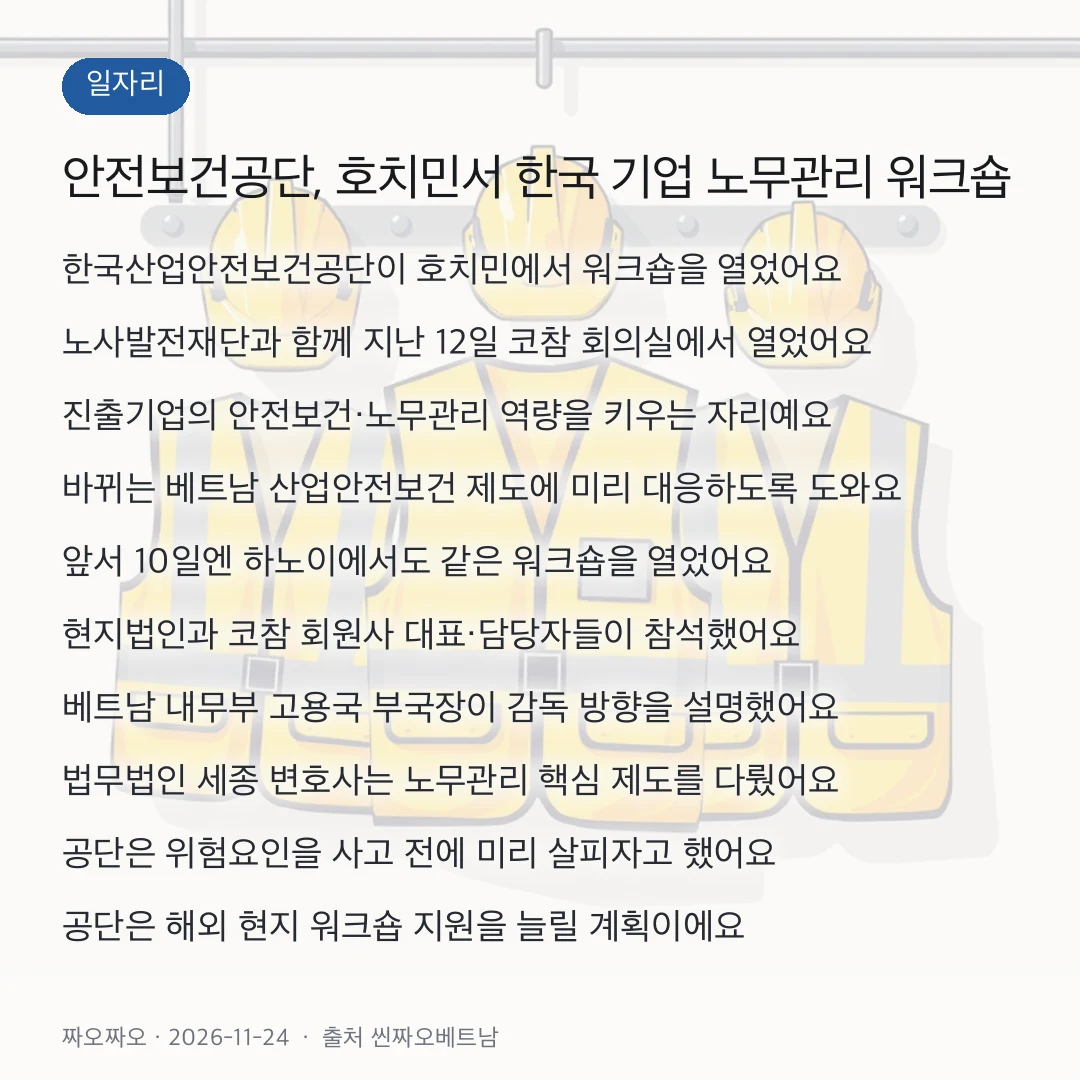 일자리
안전보건공단, 호치민서 한국 기업 노무관리 워크숍
한국산업안전보건공단이 호치민에서 워크숍을 열었어요
노사발전재단과 함께 지난 12일 코참 회의실에서 열었어요
진출기업의 안전보건·노무관리 역량을 키우는 자리예요
바뀌는 베트남 산업안전보건 제도에 미리 대응하도록 도와요
앞서 10일엔 하노이에서도 같은 워크숍을 열었어요
현지법인과 코참 회원사 대표·담당자들이 참석했어요
베트남 내무부 고용국 부국장이 감독 방향을 설명했어요
법무법인 세종 변호사는 노무관리 핵심 제도를 다뤘어요
공단은 위험요인을 사고 전에 미리 살피자고 했어요
공단은 해외 현지 워크숍 지원을 늘릴 계획이에요
짜오짜오 · 2026-11-24 · 출처 씬짜오베트남